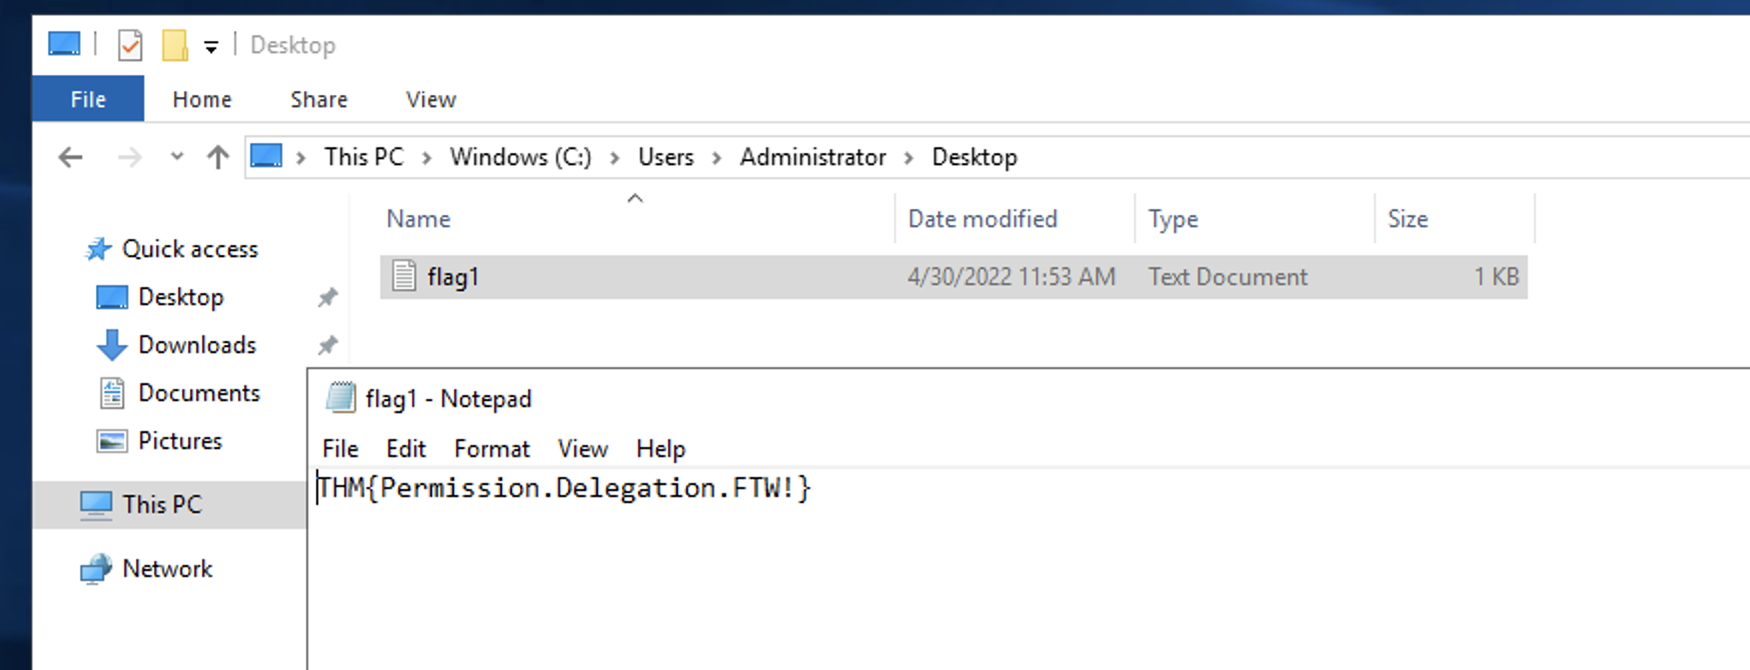 Desktop
File Home Share View
This PC Windows (C:) Users Administrator Desktop
Name Date modified Type Size
Quick access
flag1 4/30/2022 11:53 AM Text Document 1 KB
Desktop
Downloads
Documents
Pictures
This PC
Network
flag1 - Notepad
File Edit Format View Help
THM{Permission.Delegation.FTW!}